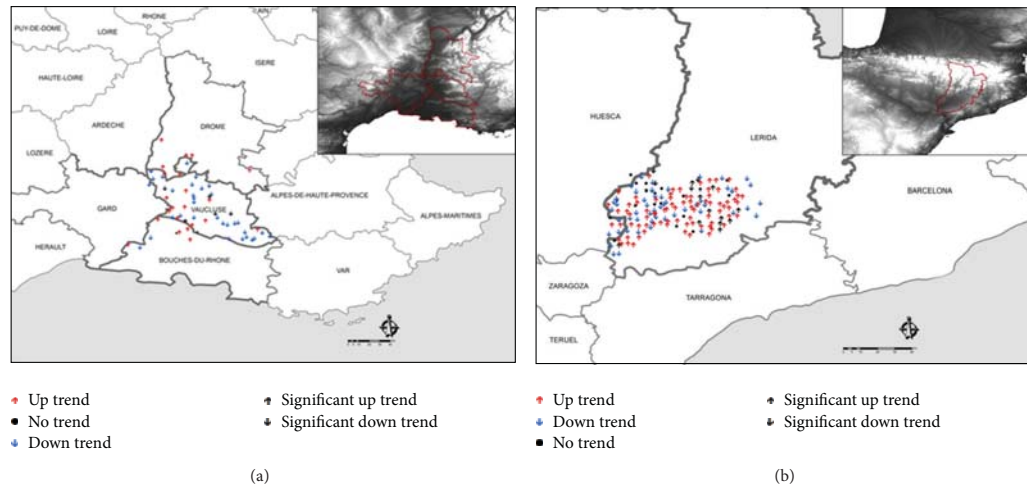 (a)
RHONE
AIN
PUY-DE-DOME
LOIRE
ISERE
HAUTE-LOIRE
ARDECHE
DROME
LOZERE
ALPES-DE-HAUTE-PROVENCE
GARD
VAUCLUSE
ALPES-MARITIMES
HERAULT
BOUCHES-DU-RHONE
VAR
Up trend
No trend
Down trend
Significant up trend
Significant down trend
(a)
(b)
HUESCA
LERIDA
BARCELONA
ZARAGOZA
TARRAGONA
TERUEL
Up trend
Down trend
No trend
Significant up trend
Significant down trend
(b)